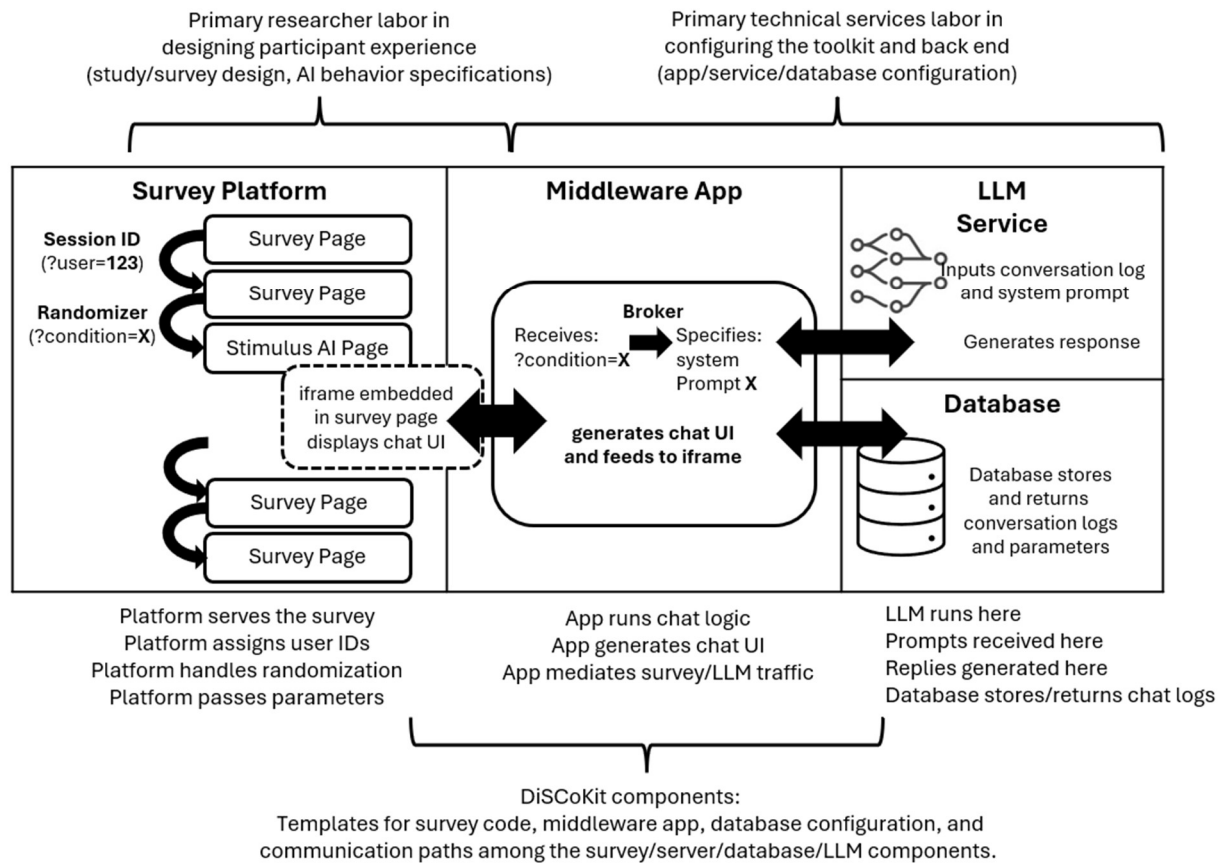 Primary researcher labor in
designing participant experience
(study/survey design, AI behavior specifications)
Primary technical services labor in
configuring the toolkit and back end
(app/service/database configuration)
Survey Platform
Session ID
(?user=123)
Randomizer
(?condition=X)
Survey Page
Survey Page
Stimulus AI Page
iframe embedded
in survey page
displays chat UI
Survey Page
Survey Page
Middleware App
Broker
Receives:
?condition=X
Specifies:
system
Prompt X
generates chat UI
and feeds to iframe
LLM
Service
Inputs conversation log
and system prompt
Generates response
Database
Database stores
and returns
conversation logs
and parameters
Platform serves the survey
Platform assigns user IDs
Platform handles randomization
Platform passes parameters
App runs chat logic
App generates chat UI
App mediates survey/LLM traffic
LLM runs here
Prompts received here
Replies generated here
Database stores/returns chat logs
DiSCoKit components:
Templates for survey code, middleware app, database configuration, and
communication paths among the survey/server/database/LLM components.